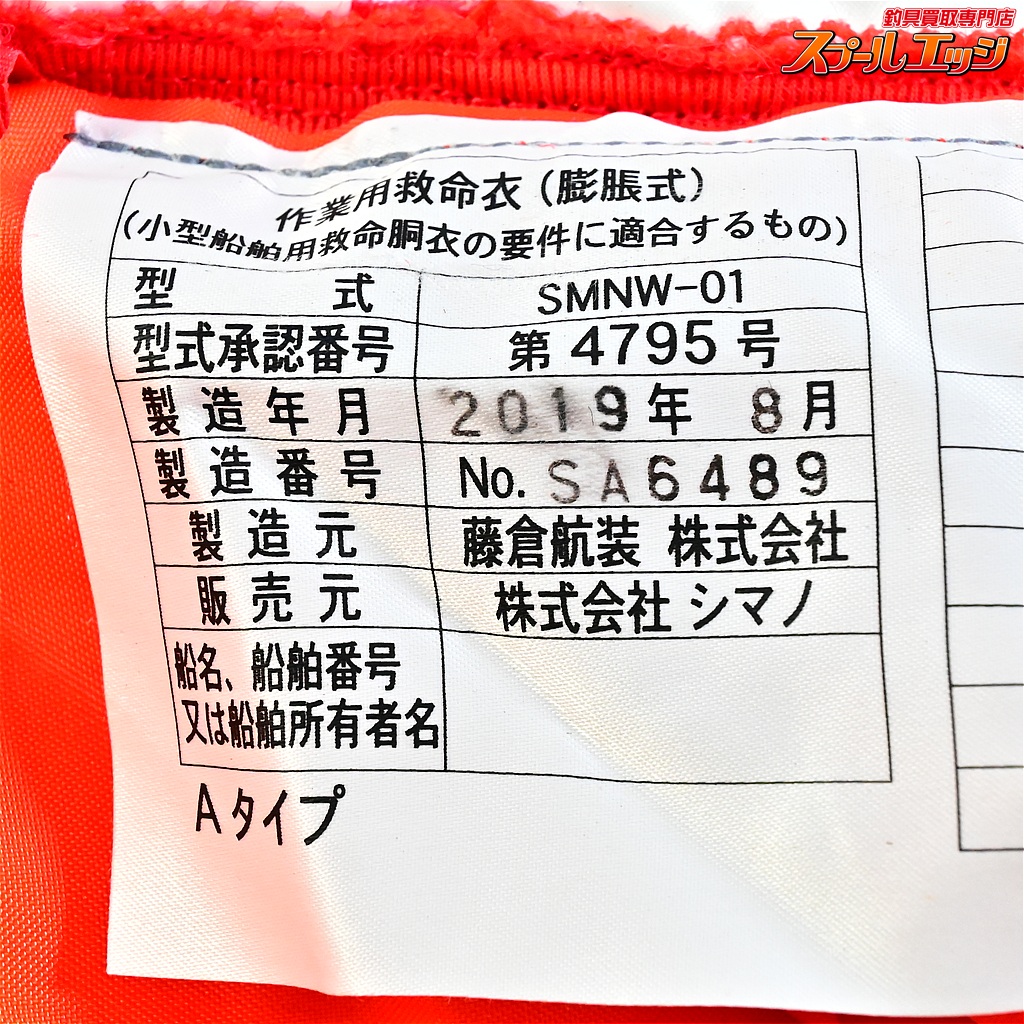 釣具買取専門店
スプールエッジ
作業用救命衣(膨脹式)
(小型船舶用救命胴衣の要件に適合するもの)
型式 SMNW-01
型式承認番号 第4795号
製造年月 2019年 8月
製造番号 No. SA6489
製造元 藤倉航装 株式会社
販売元 株式会社 シマノ
船名、船舶番号
又は船舶所有者名
Aタイプ